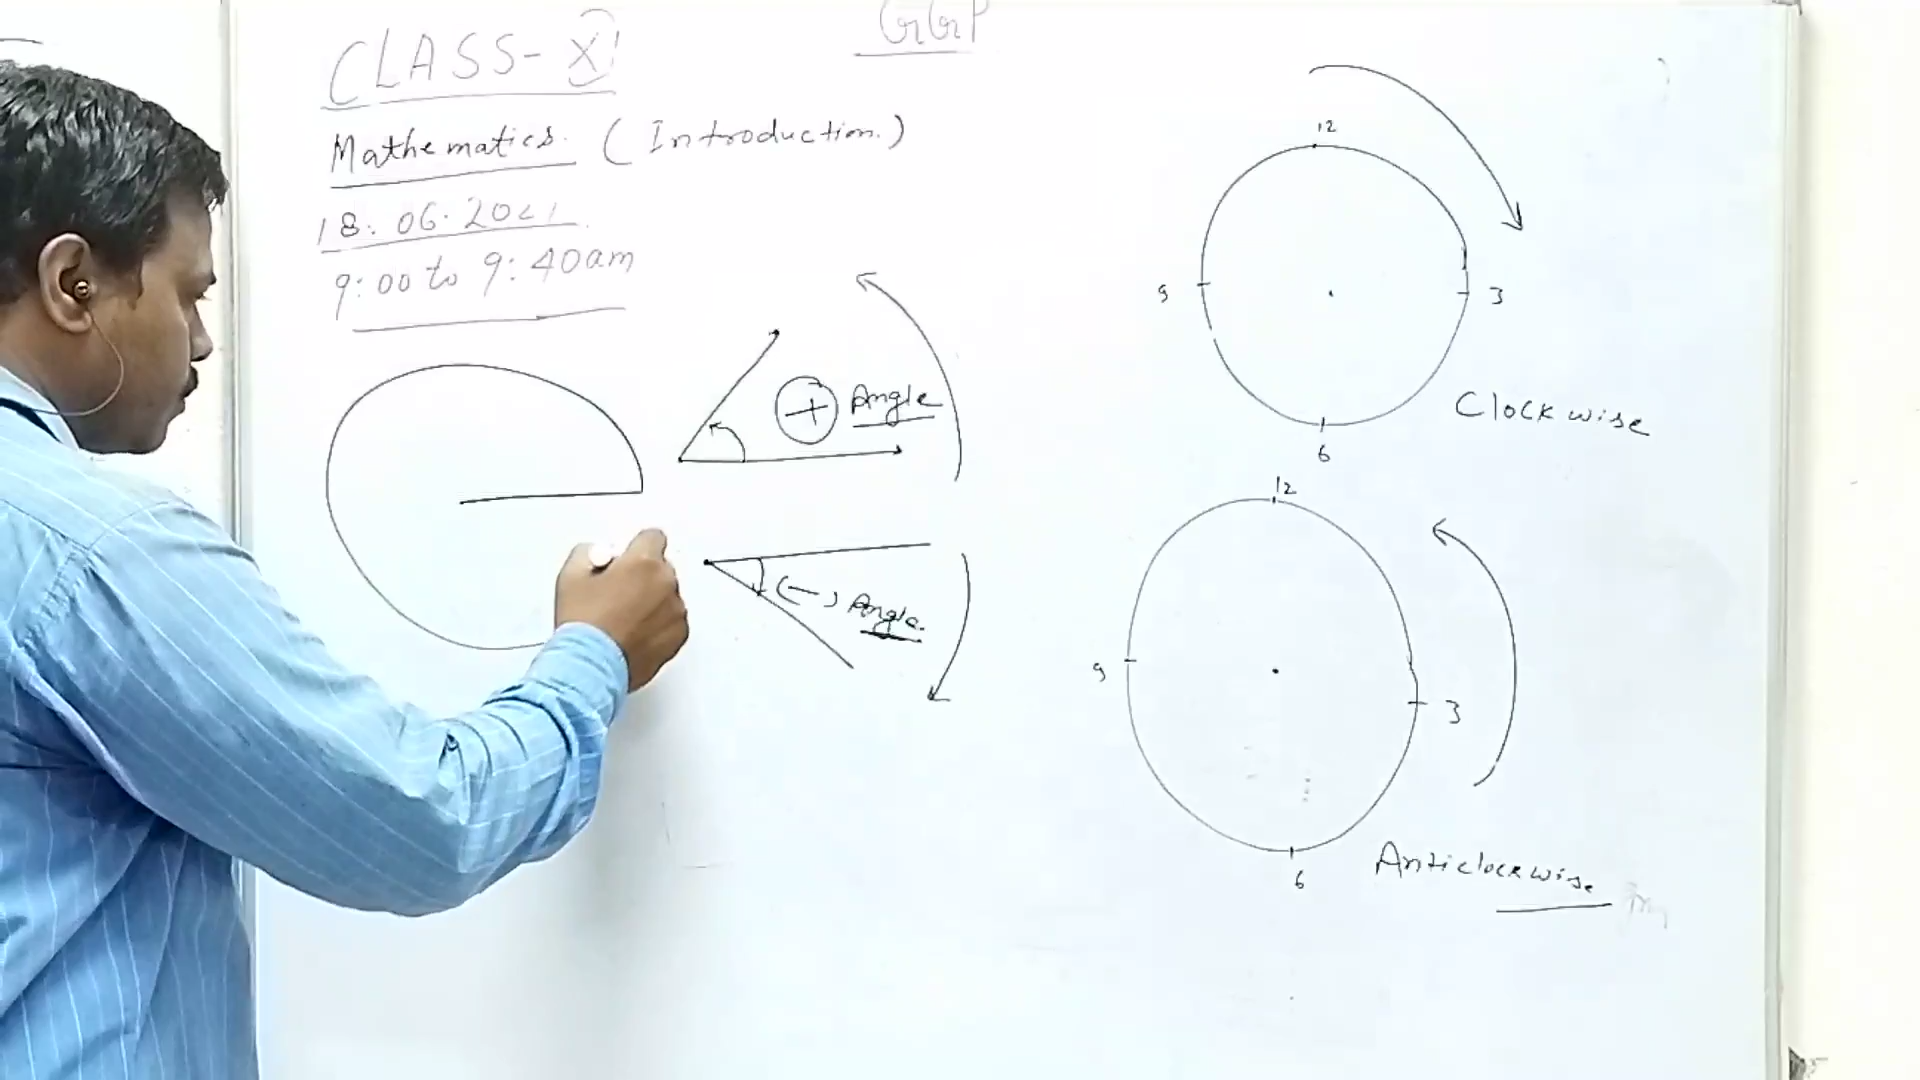 GGP
CLASS-XI
Mathematics. (Introduction.)
18.06.2021
9:00 to 9:40am
+ Angle
(-) Angle.
12
9
3
6
Clockwise
12
9
3
6
Anticlockwise